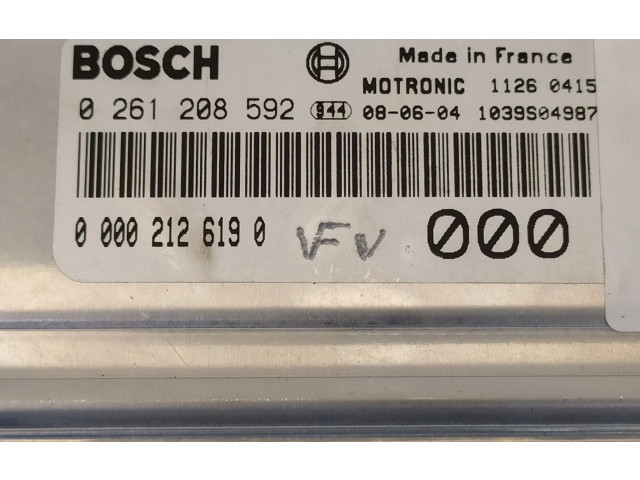 BOSCH Made in France
MOTRONIC 1126 0415
0 261 208 592 944 08-06-04 1039S04987
0 000 212 619 0 VFV 000